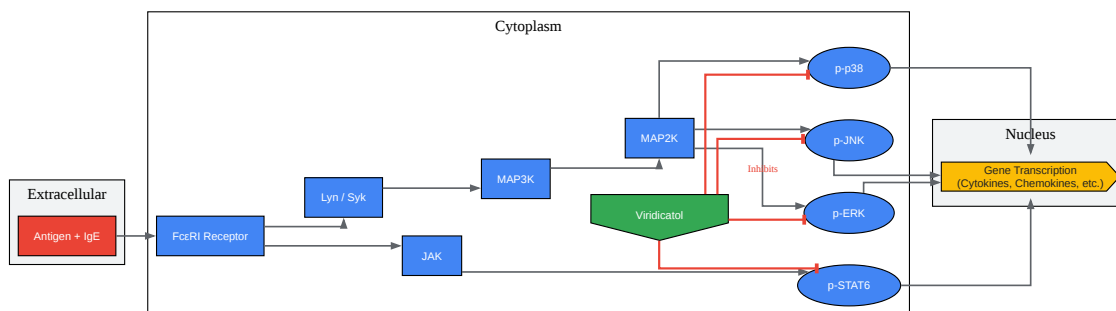 Cytoplasm
p-p38
MAP2K
p-JNK
Nucleus
MAP3K
Inhibits
Gene Transcription
(Cytokines, Chemokines, etc.)
Extracellular
Lyn / Syk
Viridicatol
p-ERK
Antigen + IgE
FcεRI Receptor
JAK
p-STAT6